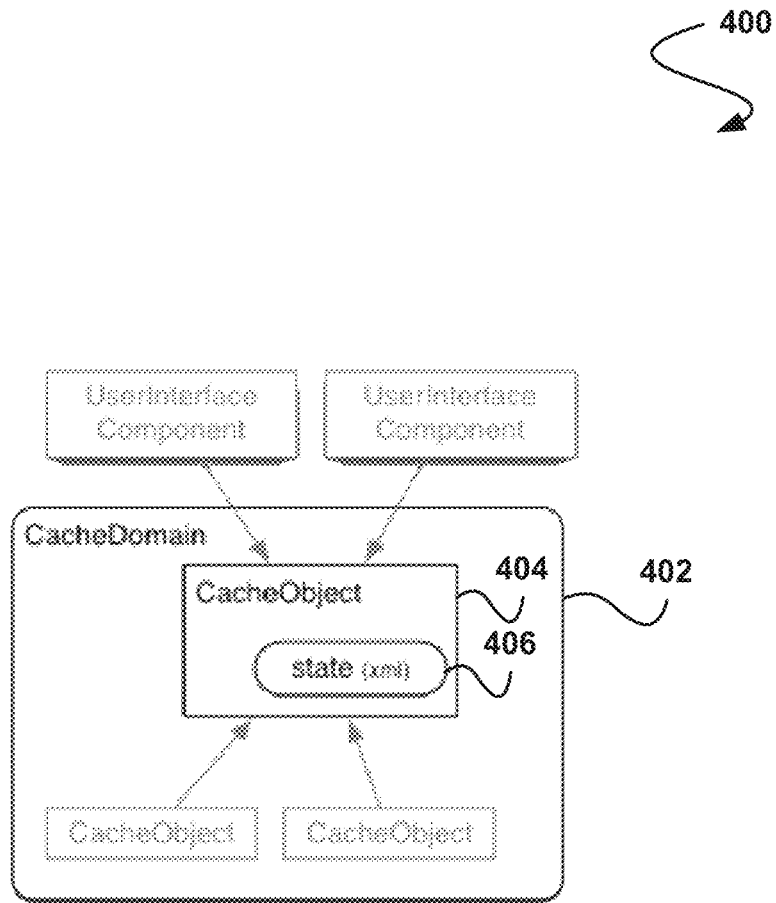 400
UserInterface
Component
UserInterface
Component
CacheDomain
CacheObject
404
402
406
state (xml)
CacheObject
CacheObject